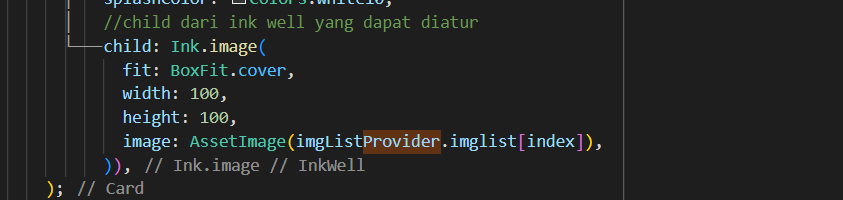 splashColor: Colors.white10,
//child dari ink well yang dapat diatur
child: Ink.image(
fit: BoxFit.cover,
width: 100,
height: 100,
image: AssetImage(imgListProvider.imglist[index]),
)), // Ink.image // InkWell
); // Card